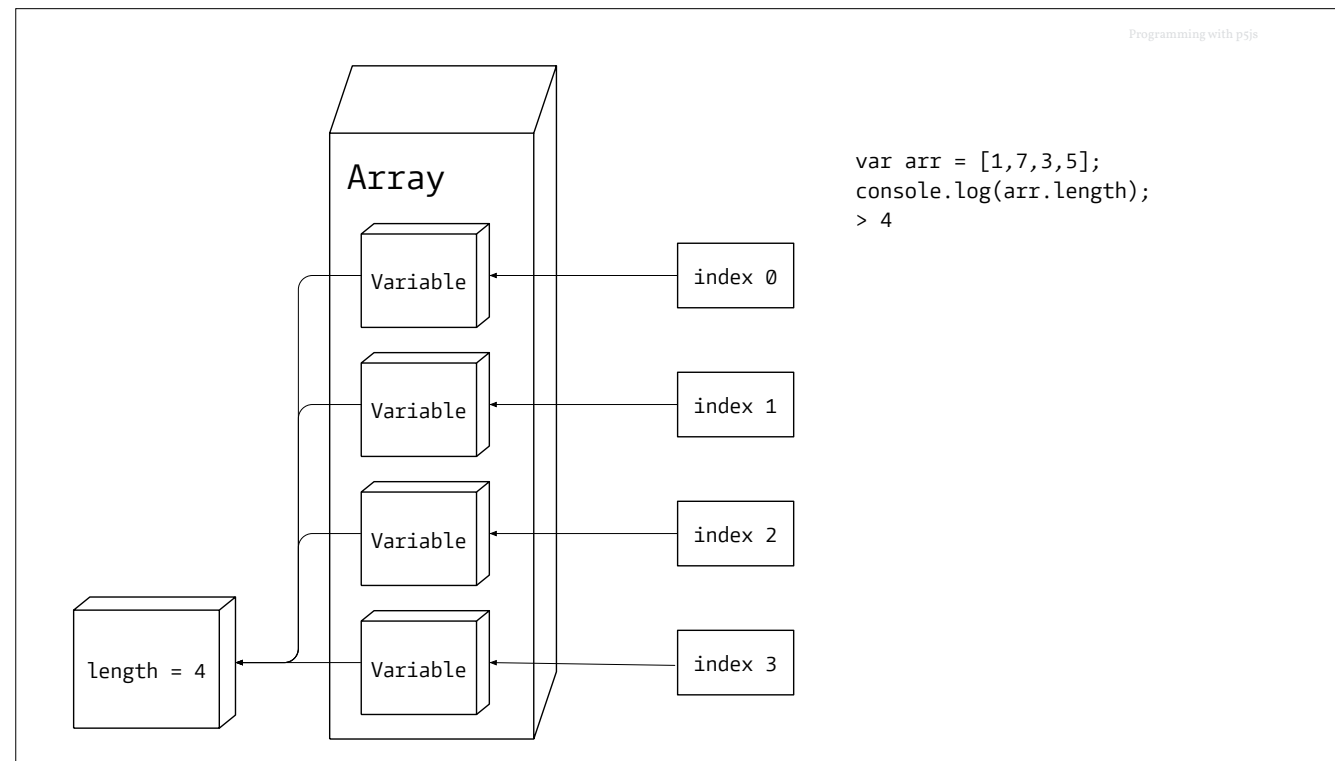 Programming with p5js
Array
var arr = [1,7,3,5];
console.log(arr.length);
> 4
Variable
index 0
Variable
index 1
Variable
index 2
Variable
index 3
length = 4